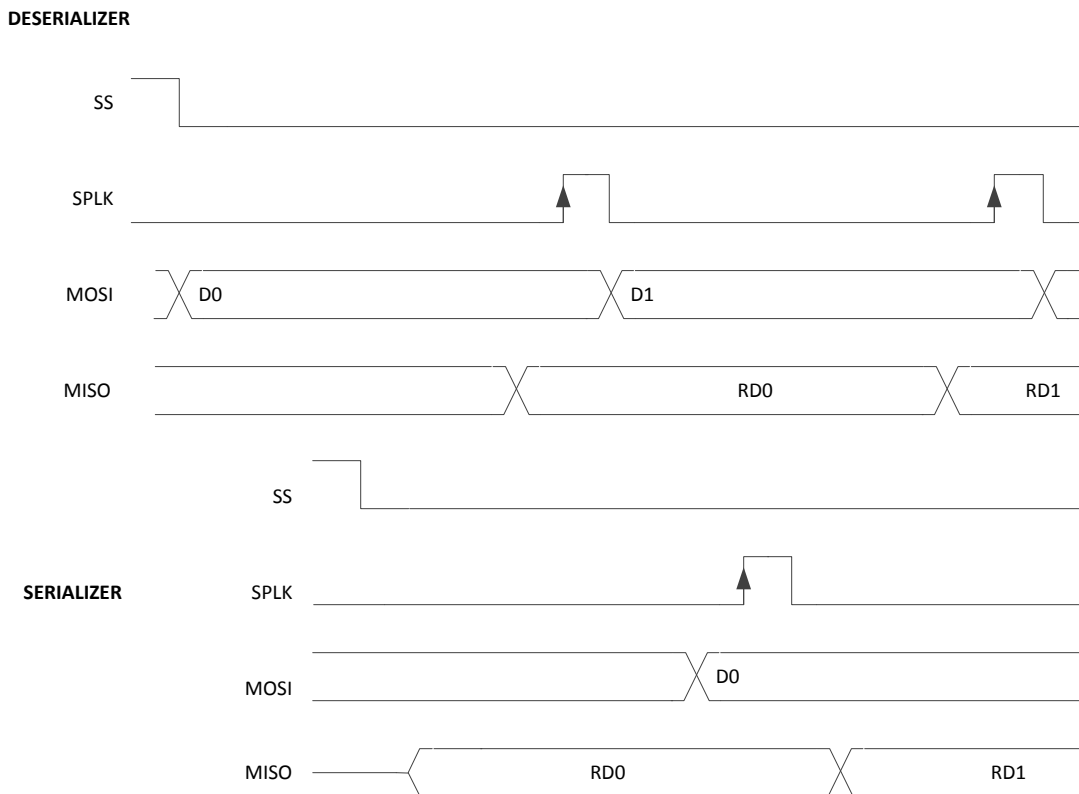 DESERIALIZER
SS
SPLK
MOSI D0 D1
MISO RD0 RD1
SS
SERIALIZER SPLK
MOSI D0
MISO RD0 RD1